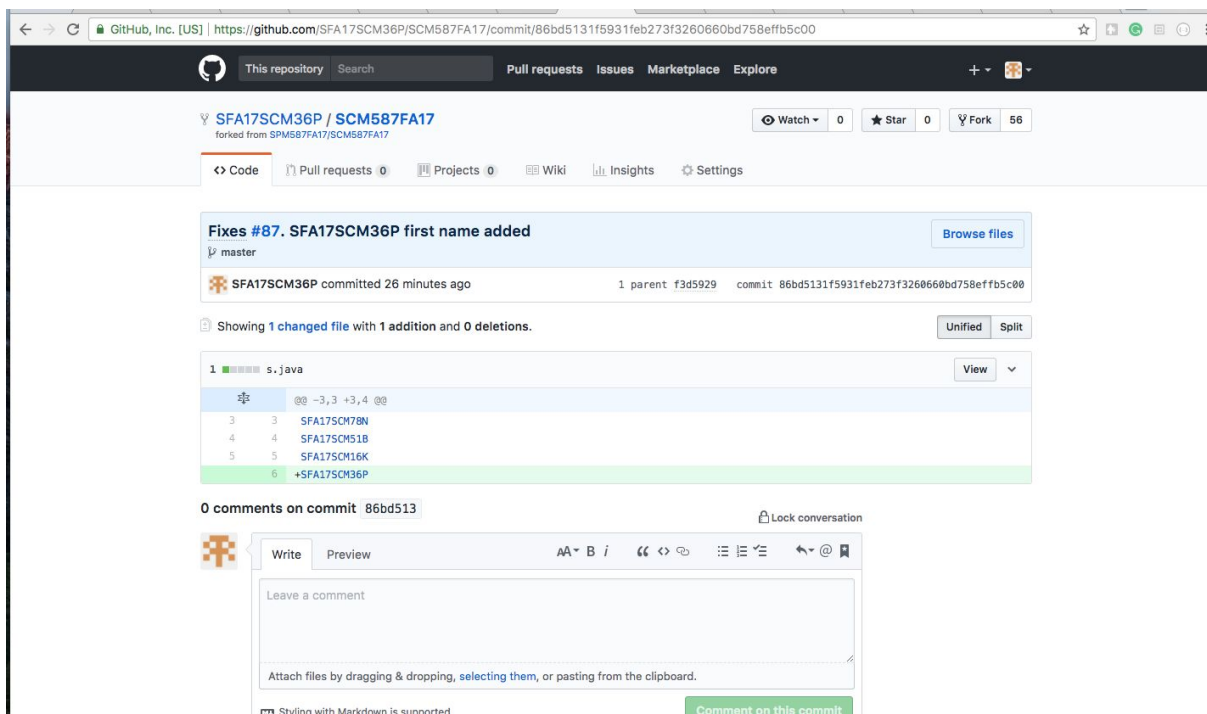 GitHub, Inc. [US] | https://github.com/SFA17SCM36P/SCM587FA17/commit/86bd5131f5931feb273f3260660bd758effb5c00
This repository Search Pull requests Issues Marketplace Explore
SFA17SCM36P / SCM587FA17 Watch 0 Star 0 Fork 56
forked from SPM587FA17/SCM587FA17
<> Code Pull requests 0 Projects 0 Wiki Insights Settings
Fixes #87. SFA17SCM36P first name added Browse files
master
SFA17SCM36P committed 26 minutes ago 1 parent f3d5929 commit 86bd5131f5931feb273f3260660bd758effb5c00
Showing 1 changed file with 1 addition and 0 deletions. Unified Split
1 s.java View
@@ -3,3 +3,4 @@
3 3 SFA17SCM78N
4 4 SFA17SCM51B
5 5 SFA17SCM16K
6 +SFA17SCM36P
0 comments on commit 86bd513 Lock conversation
Write Preview AA B i “ <> @
Leave a comment
Attach files by dragging & dropping, selecting them, or pasting from the clipboard.
Styling with Markdown is supported Comment on this commit